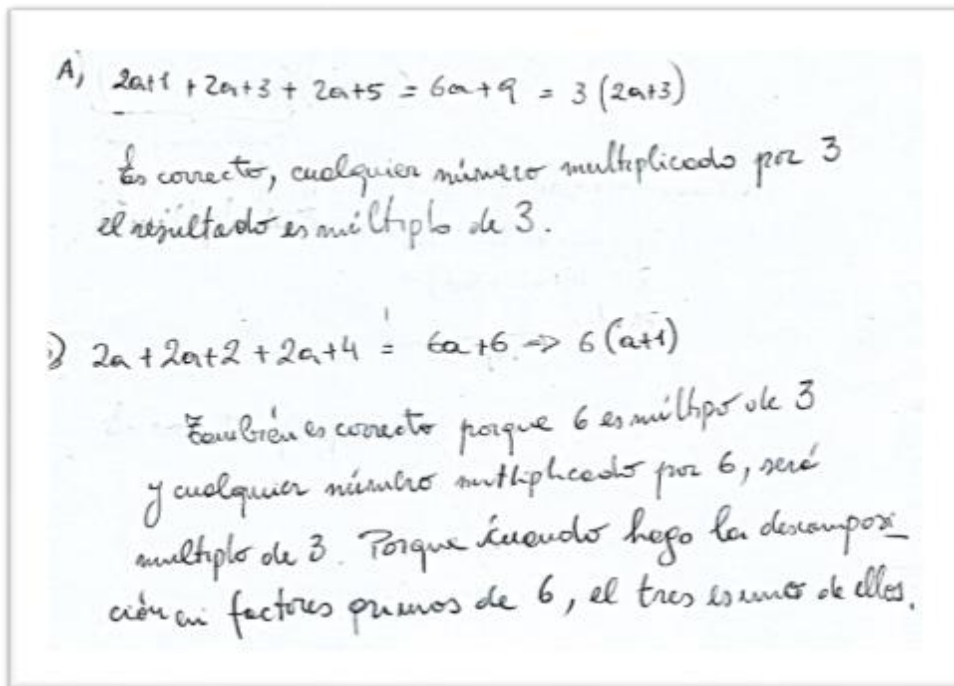 A) 2a+1 + 2a+3 + 2a+5 = 6a+9 = 3(2a+3)
Es correcto, cualquier número multiplicado por 3
el resultado es múltiplo de 3.
) 2a + 2a+2 + 2a+4 = 6a+6 => 6(a+1)
También es correcto porque 6 es múltipo de 3
y cualquier número mutliplicado por 6, será
multiplo de 3. Porque cuando hago la descomposi_
ción en factores primos de 6, el tres es uno de ellos.